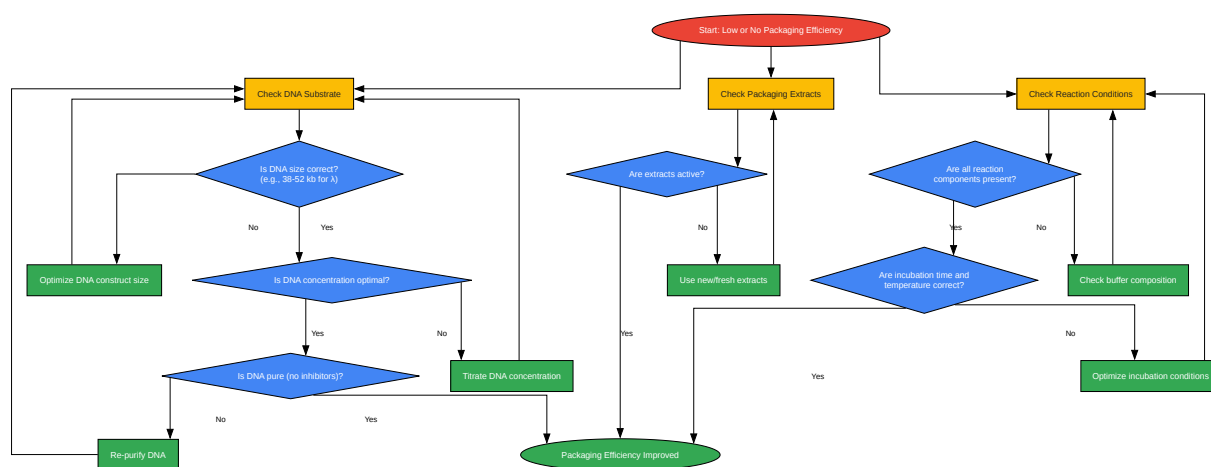 Start: Low or No Packaging Efficiency
Check DNA Substrate
Check Packaging Extracts
Check Reaction Conditions
Is DNA size correct?
(e.g., 38-52 kb for λ)
Are extracts active?
Are all reaction
components present?
No
Yes
No
Yes
No
Optimize DNA construct size
Is DNA concentration optimal?
Use new/fresh extracts
Are incubation time and
temperature correct?
Check buffer composition
Yes
No
Yes
No
Is DNA pure (no inhibitors)?
Titrate DNA concentration
Yes
Optimize incubation conditions
No
Yes
Re-purify DNA
Packaging Efficiency Improved